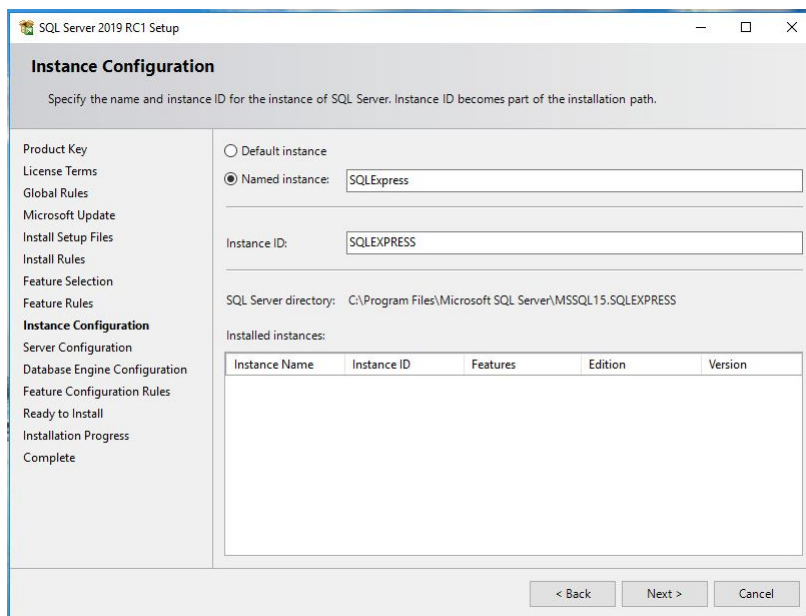 SQL Server 2019 RC1 Setup
Instance Configuration
Specify the name and instance ID for the instance of SQL Server. Instance ID becomes part of the installation path.
Product Key
License Terms
Global Rules
Microsoft Update
Install Setup Files
Install Rules
Feature Selection
Feature Rules
Instance Configuration
Server Configuration
Database Engine Configuration
Feature Configuration Rules
Ready to Install
Installation Progress
Complete
Default instance
Named instance: SQLExpress
Instance ID: SQLEXPRESS
SQL Server directory: C:\Program Files\Microsoft SQL Server\MSSQL15.SQLEXPRESS
Installed instances:
Instance Name Instance ID Features Edition Version
< Back Next > Cancel